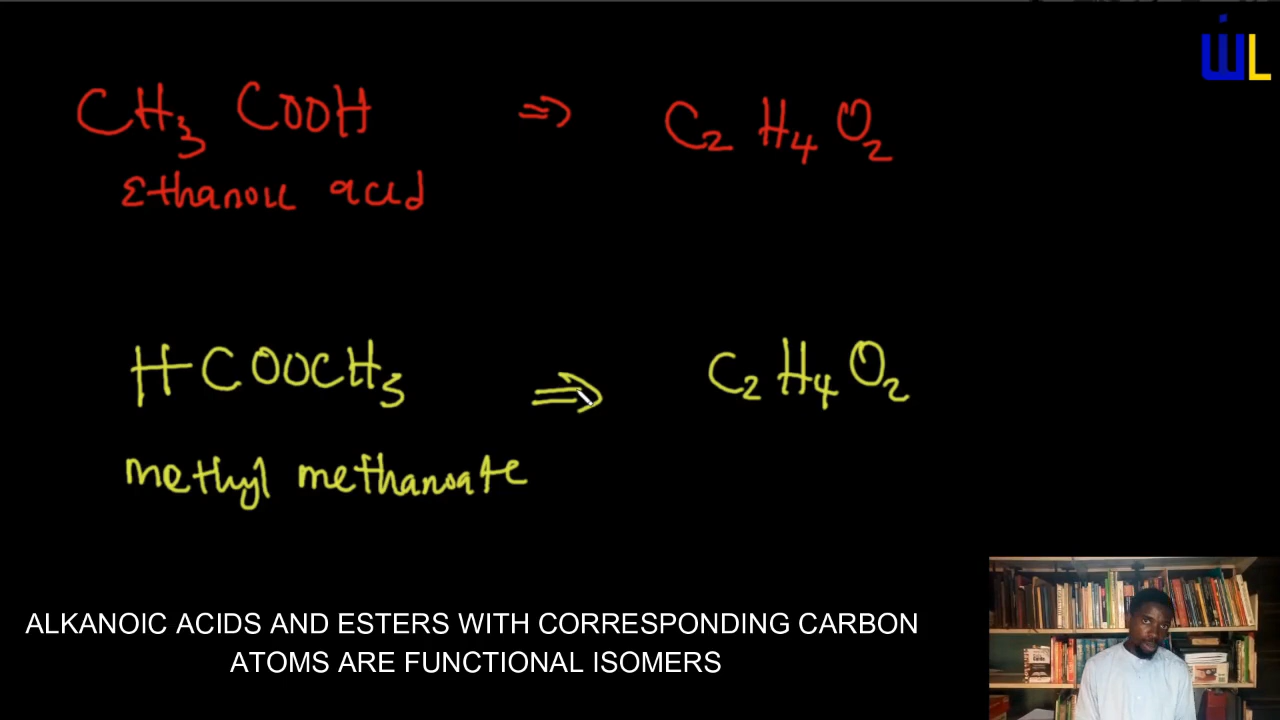 CH₃ COOH ⇒ C₂ H₄ O₂
Ethanoic acid
HCOOCH₃ ⇒ C₂ H₄ O₂
methyl methanoate
ALKANOIC ACIDS AND ESTERS WITH CORRESPONDING CARBON
ATOMS ARE FUNCTIONAL ISOMERS
WL